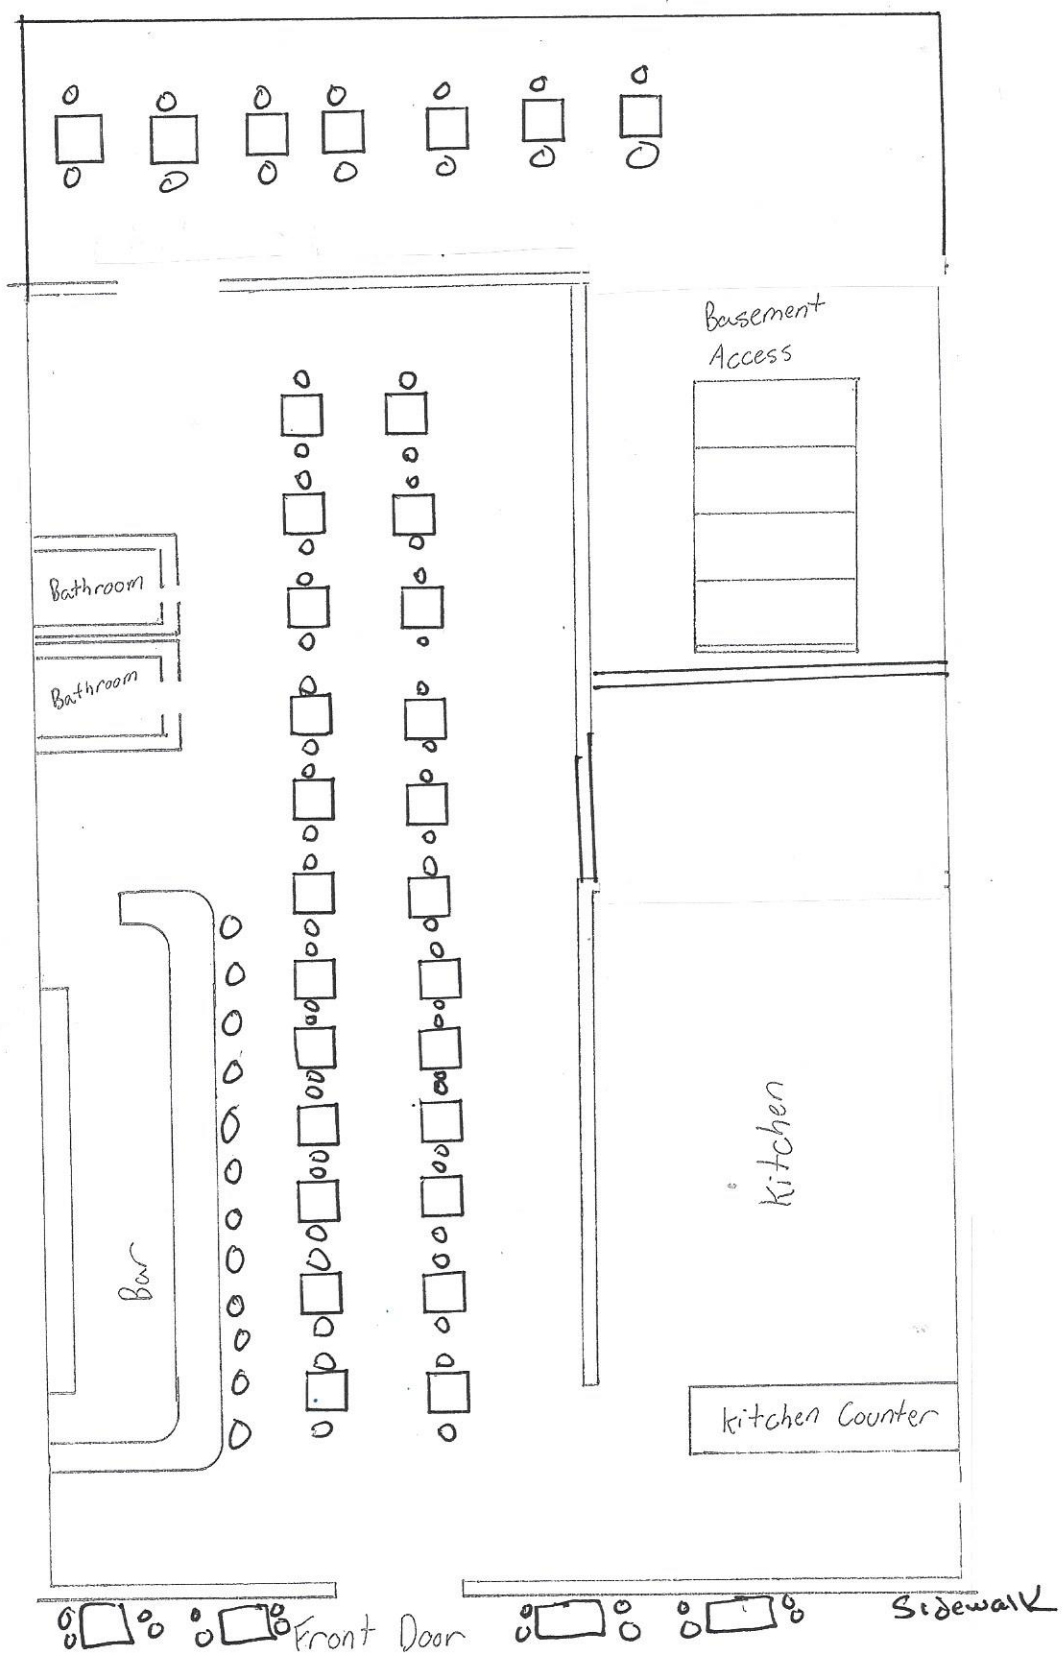 Basement
Access
Bathroom
Bathroom
Kitchen
Bar
Kitchen Counter
Sidewalk
Front Door